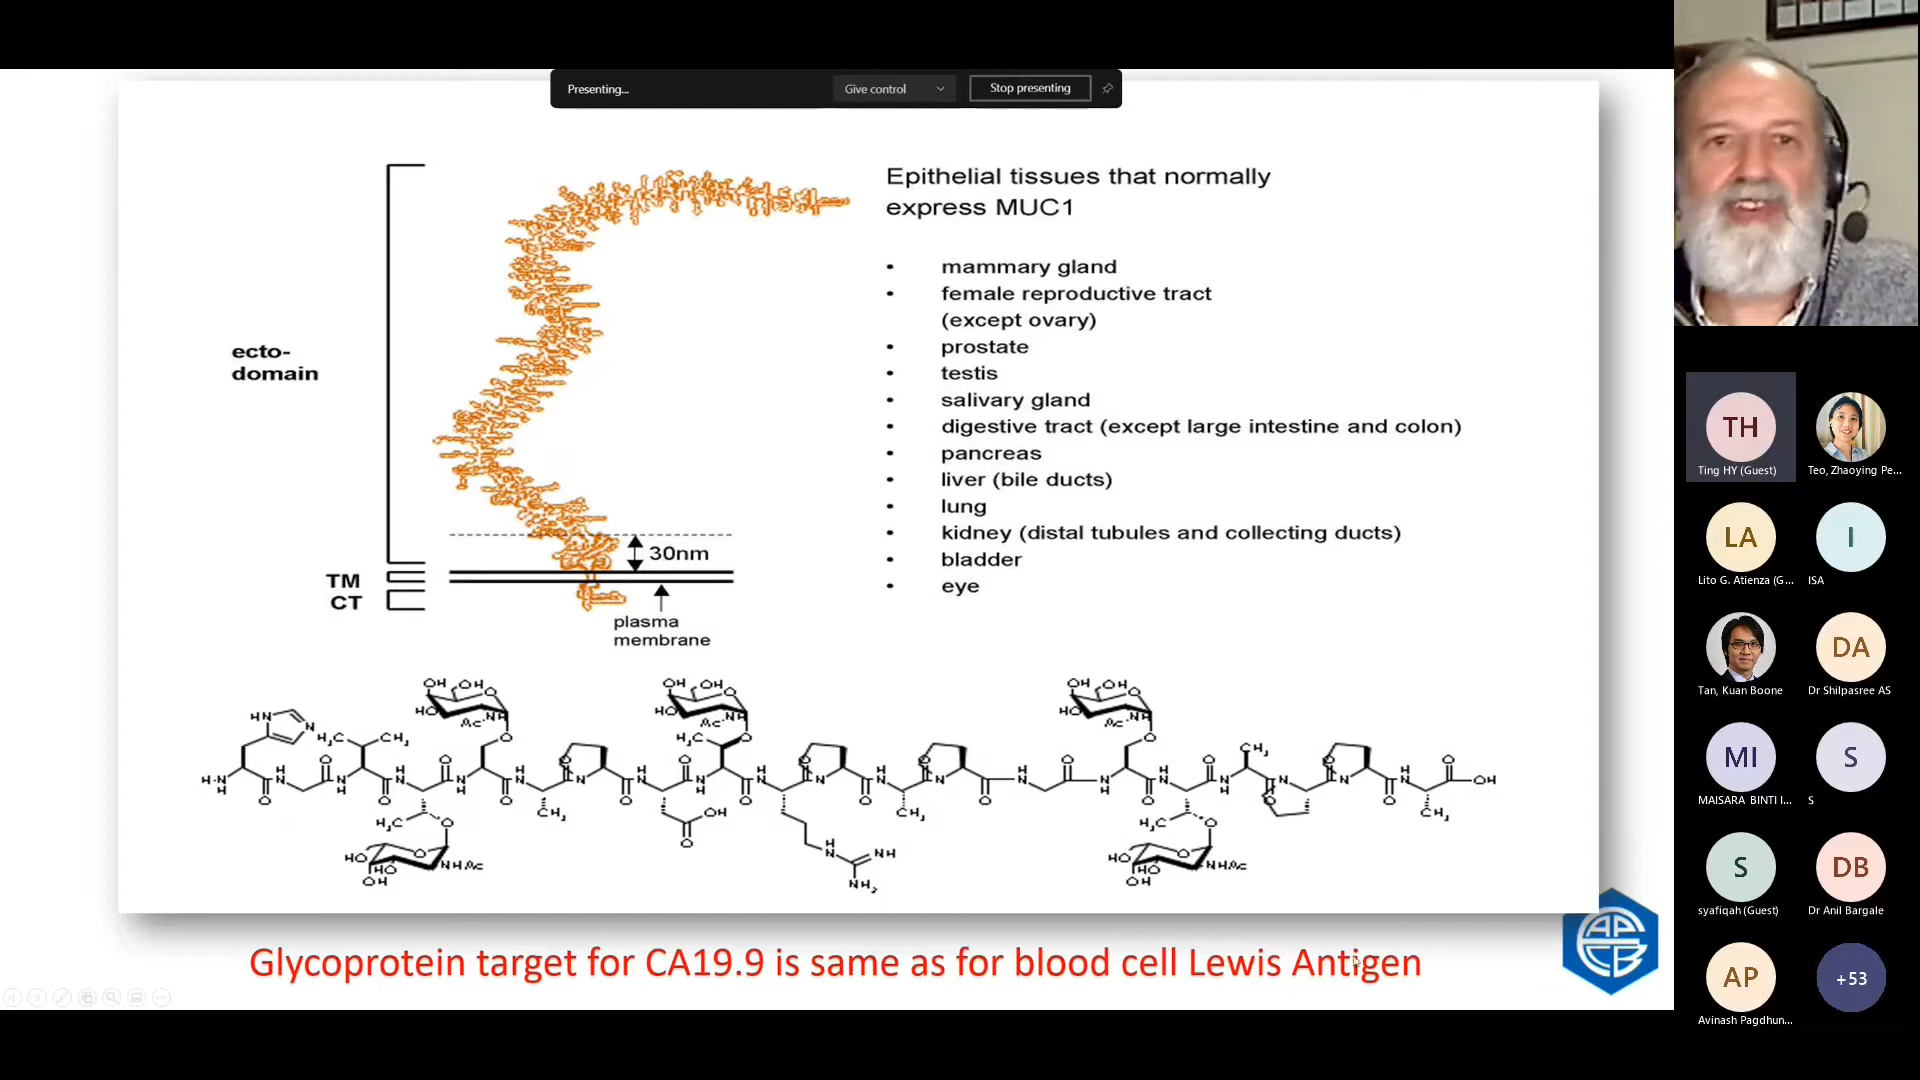 Presenting...
Give control
Stop presenting
Epithelial tissues that normally
express MUC1
• mammary gland
• female reproductive tract
(except ovary)
• prostate
• testis
• salivary gland
• digestive tract (except large intestine and colon)
• pancreas
• liver (bile ducts)
• lung
• kidney (distal tubules and collecting ducts)
• bladder
• eye
ecto-
domain
30nm
TM
CT
plasma
membrane
Glycoprotein target for CA19.9 is same as for blood cell Lewis Antigen
APFCB
TH
Ting HY (Guest)
Teo, Zhaoying Pe...
LA
Lito G. Atienza (G...
I
ISA
Tan, Kuan Boone
DA
Dr Shilpasree AS
MI
MAISARA BINTI I...
S
S
S
syafiqah (Guest)
DB
Dr Anil Bargale
AP
Avinash Pagdhun...
+53